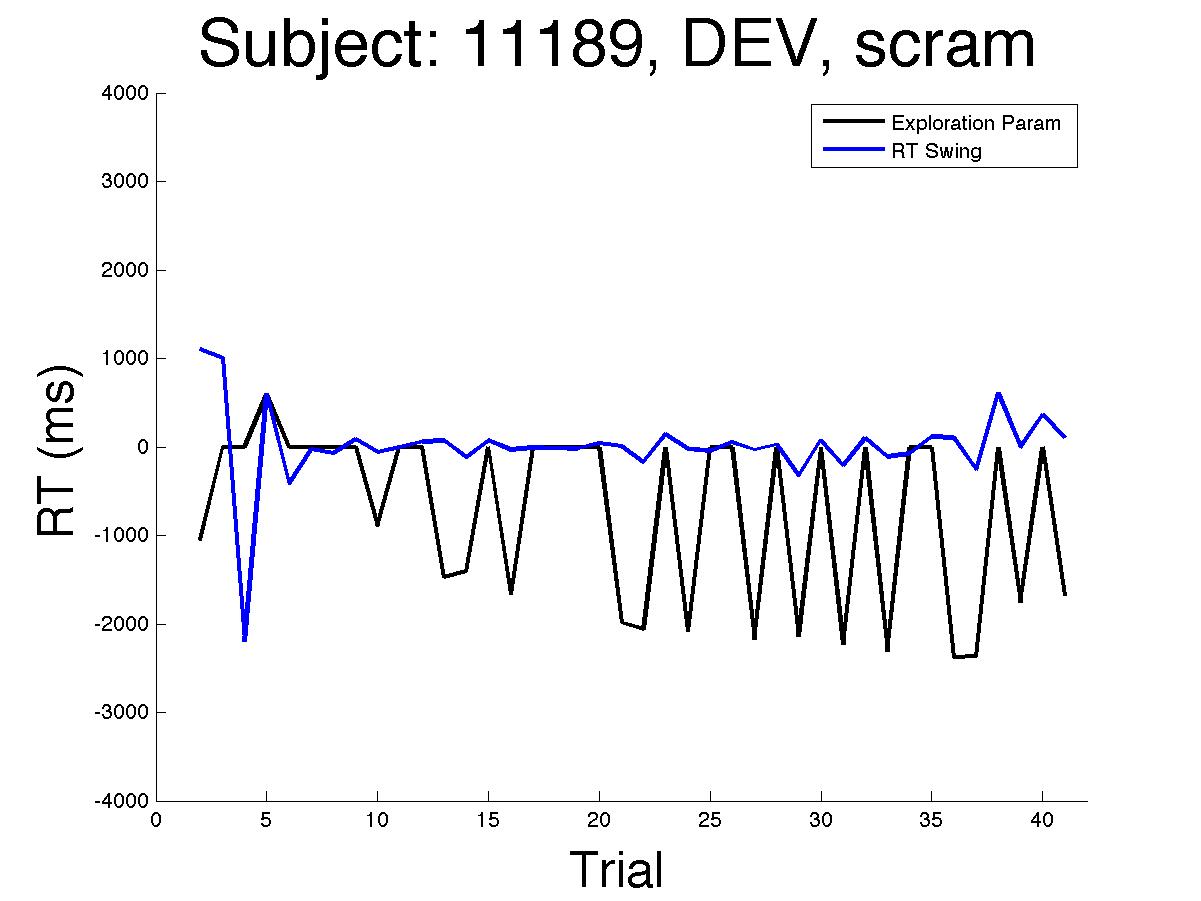 Subject: 11189, DEV, scram
4000
3000
2000
1000
0
-1000
-2000
-3000
-4000
RT (ms)
Exploration Param
RT Swing
0 5 10 15 20 25 30 35 40
Trial